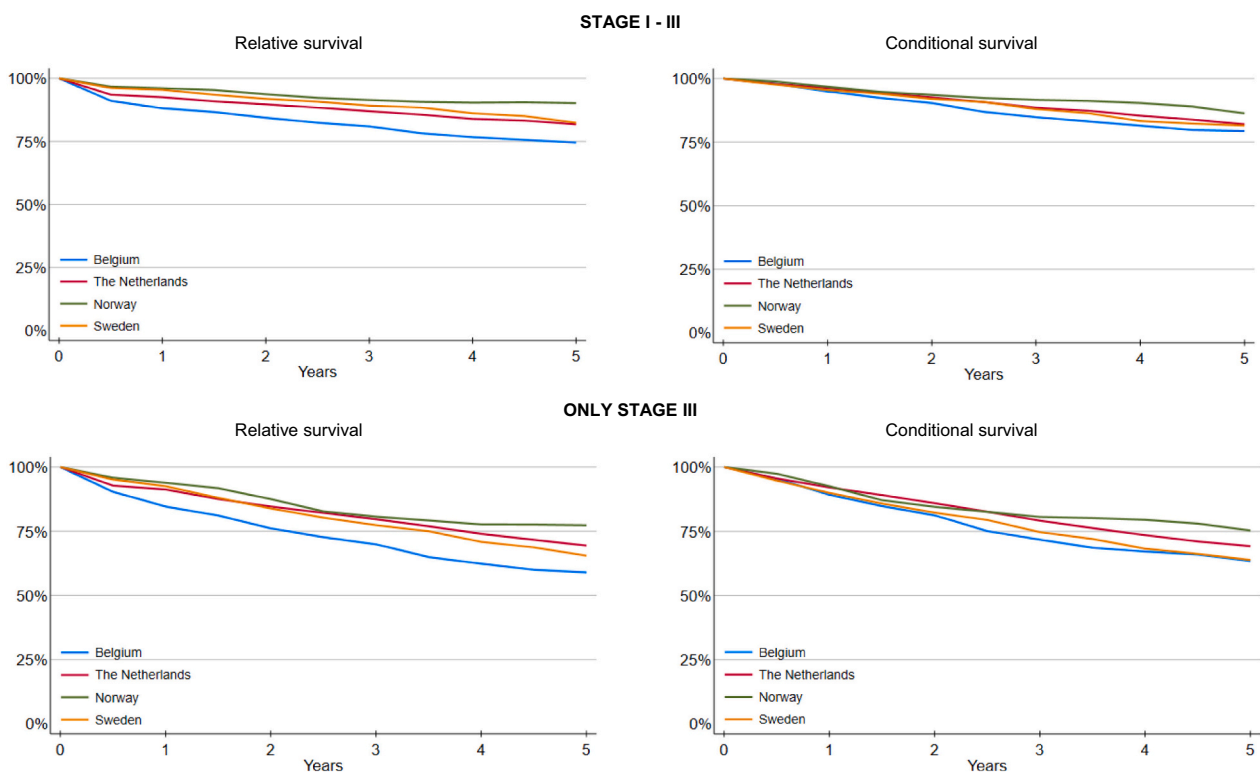 STAGE I - III
Relative survival
100%
75%
50%
25%
0%
Belgium
The Netherlands
Norway
Sweden
0 1 2 3 4 5
Years
Conditional survival
100%
75%
50%
25%
0%
Belgium
The Netherlands
Norway
Sweden
0 1 2 3 4 5
Years
ONLY STAGE III
Relative survival
100%
75%
50%
25%
0%
Belgium
The Netherlands
Norway
Sweden
0 1 2 3 4 5
Years
Conditional survival
100%
75%
50%
25%
0%
Belgium
The Netherlands
Norway
Sweden
0 1 2 3 4 5
Years